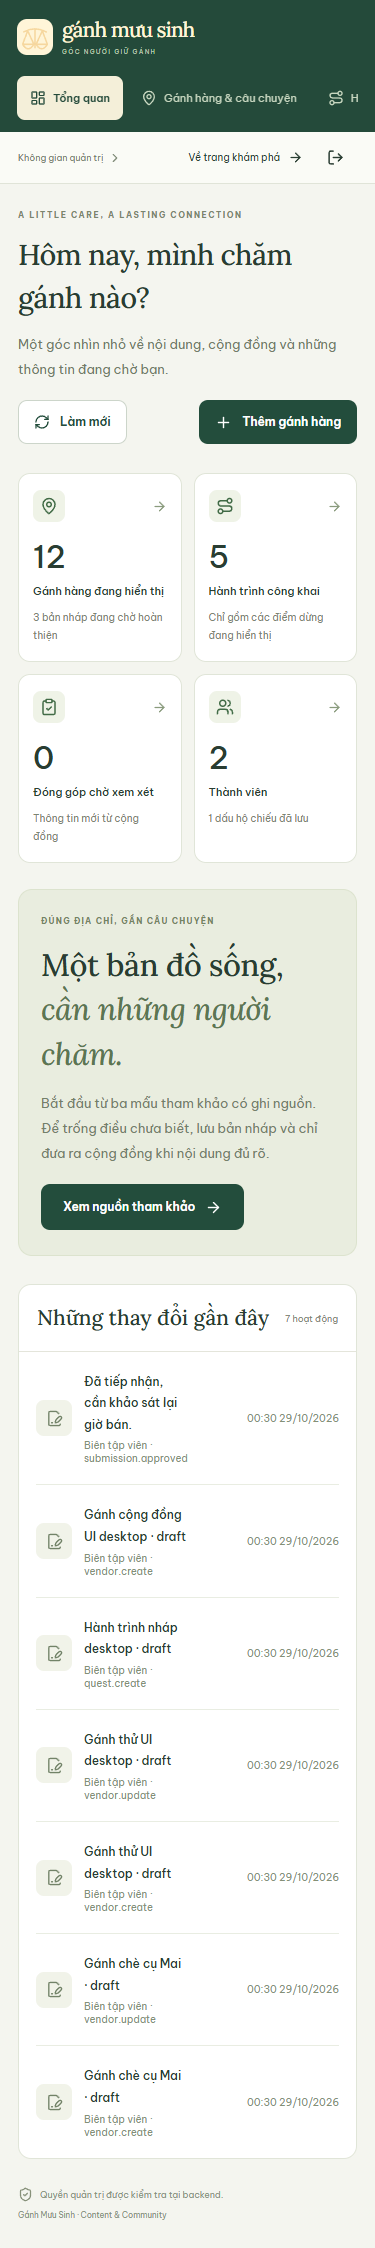 gánh mưu sinh
GÓC NGƯỜI GIỮ GÁNH
Tổng quan
Gánh hàng & câu chuyện
H
Không gian quản trị
Về trang khám phá
A LITTLE CARE, A LASTING CONNECTION
Hôm nay, mình chăm
gánh nào?
Một góc nhìn nhỏ về nội dung, cộng đồng và những
thông tin đang chờ bạn.
Làm mới
Thêm gánh hàng
12
Gánh hàng đang hiển thị
3 bản nháp đang chờ hoàn
thiện
5
Hành trình công khai
Chỉ gồm các điểm dừng
đang hiển thị
0
Đóng góp chờ xem xét
Thông tin mới từ cộng
đồng
2
Thành viên
1 dấu hộ chiếu đã lưu
ĐÚNG ĐỊA CHỈ, GẦN CÂU CHUYỆN
Một bản đồ sống,
cần những người
chăm.
Bắt đầu từ ba mẫu tham khảo có ghi nguồn.
Để trống điều chưa biết, lưu bản nháp và chỉ
đưa ra cộng đồng khi nội dung đủ rõ.
Xem nguồn tham khảo
Những thay đổi gần đây
7 hoạt động
Đã tiếp nhận,
cần khảo sát lại
giờ bán.
Biên tập viên ·
submission.approved
00:30 29/10/2026
Gánh cộng đồng
UI desktop · draft
Biên tập viên ·
vendor.create
00:30 29/10/2026
Hành trình nháp
desktop · draft
Biên tập viên ·
quest.create
00:30 29/10/2026
Gánh thử UI
desktop · draft
Biên tập viên ·
vendor.update
00:30 29/10/2026
Gánh thử UI
desktop · draft
Biên tập viên ·
vendor.create
00:30 29/10/2026
Gánh chè cụ Mai
· draft
Biên tập viên ·
vendor.update
00:30 29/10/2026
Gánh chè cụ Mai
· draft
Biên tập viên ·
vendor.create
00:30 29/10/2026
Quyền quản trị được kiểm tra tại backend.
Gánh Mưu Sinh · Content & Community